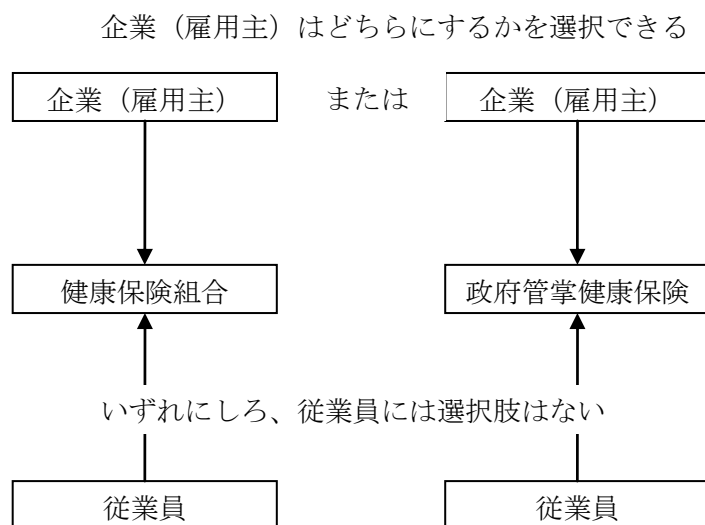 企業（雇用主）はどちらにするかを選択できる
企業（雇用主） または 企業（雇用主）
健康保険組合 政府管掌健康保険
いずれにしろ、従業員には選択肢はない
従業員 従業員